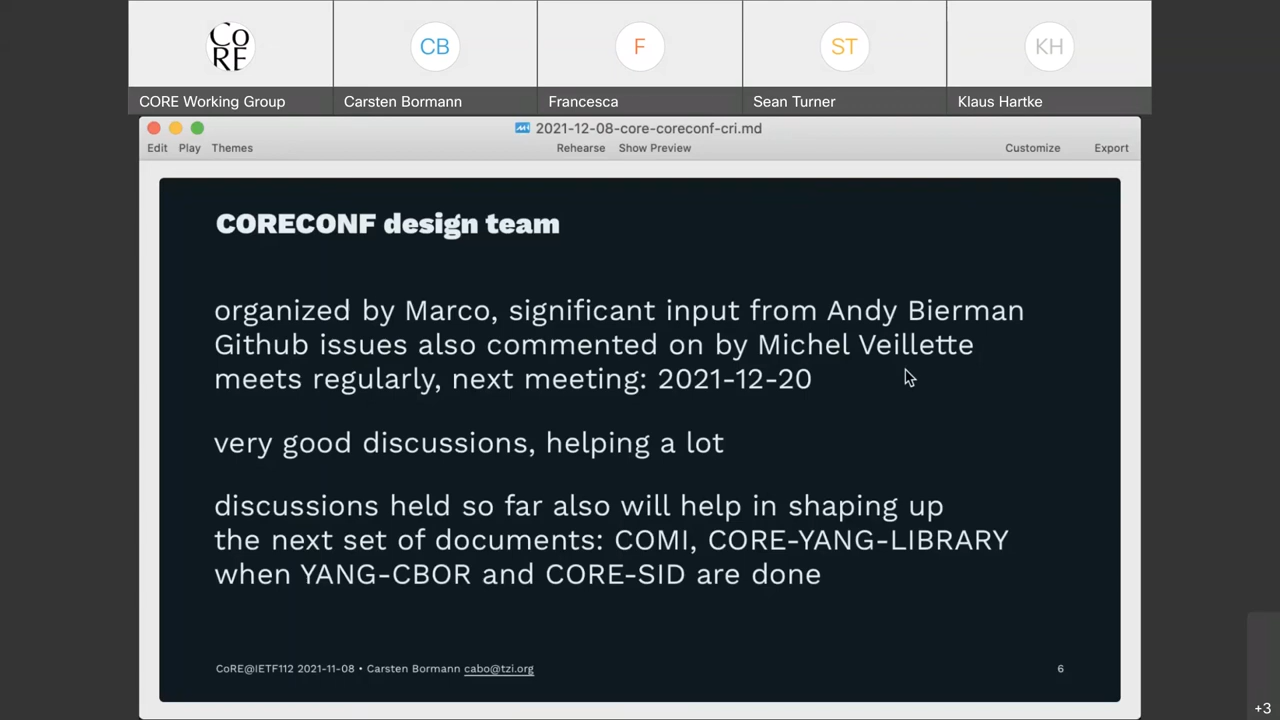 CORE
CB
F
ST
KH
CORE Working Group
Carsten Bormann
Francesca
Sean Turner
Klaus Hartke
2021-12-08-core-coreconf-cri.md
Edit Play Themes Rehearse Show Preview Customize Export
CORECONF design team
organized by Marco, significant input from Andy Bierman
Github issues also commented on by Michel Veillette
meets regularly, next meeting: 2021-12-20
very good discussions, helping a lot
discussions held so far also will help in shaping up
the next set of documents: COMI, CORE-YANG-LIBRARY
when YANG-CBOR and CORE-SID are done
CoRE@IETF112 2021-11-08 • Carsten Bormann cabo@tzi.org 6
+3